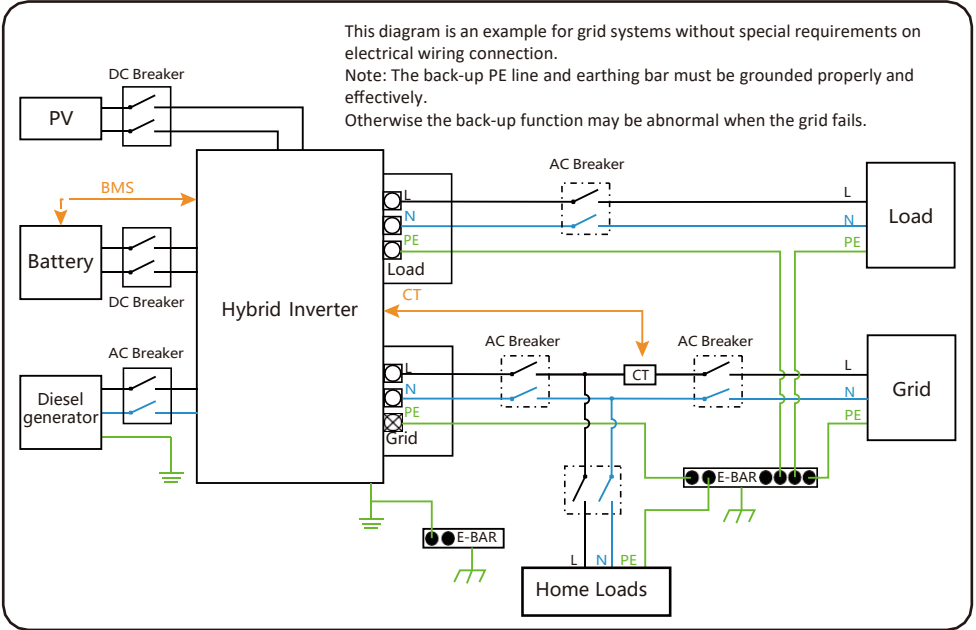 This diagram is an example for grid systems without special requirements on
electrical wiring connection.
Note: The back-up PE line and earthing bar must be grounded properly and
effectively.
Otherwise the back-up function may be abnormal when the grid fails.
DC Breaker
PV
AC Breaker
BMS
L
L
N
N
Load
PE
PE
Battery
Load
DC Breaker
CT
Hybrid Inverter
AC Breaker
AC Breaker
AC Breaker
L
CT
L
Diesel
generator
N
N
Grid
PE
PE
Grid
E-BAR
E-BAR
L
N
PE
Home Loads